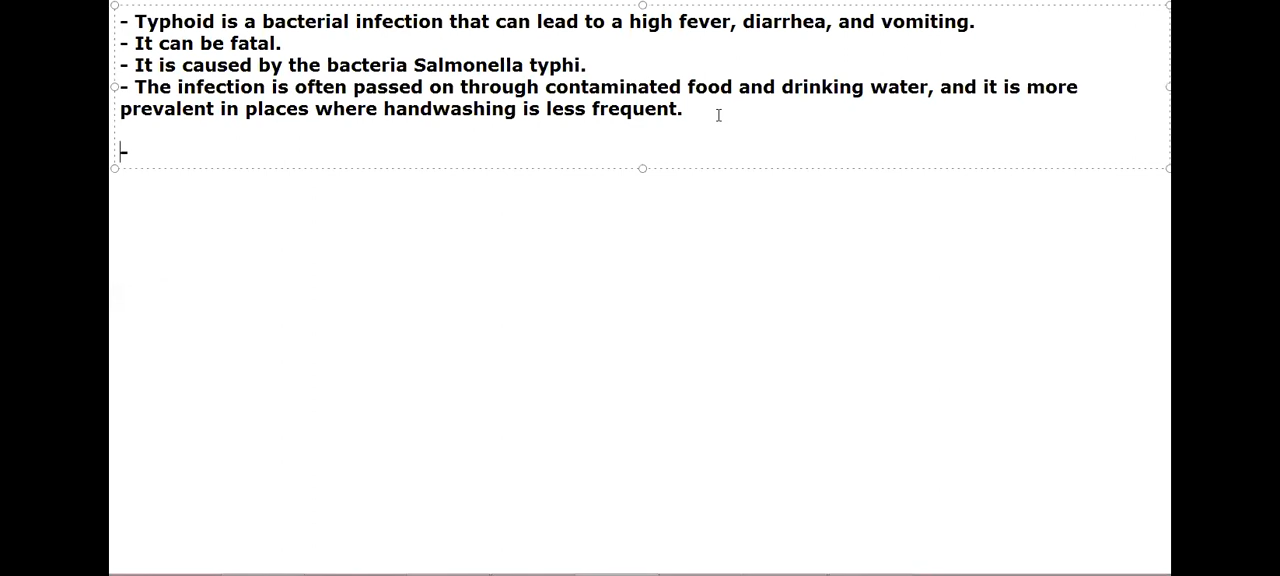 - Typhoid is a bacterial infection that can lead to a high fever, diarrhea, and vomiting.
- It can be fatal.
- It is caused by the bacteria Salmonella typhi.
- The infection is often passed on through contaminated food and drinking water, and it is more
prevalent in places where handwashing is less frequent.
-